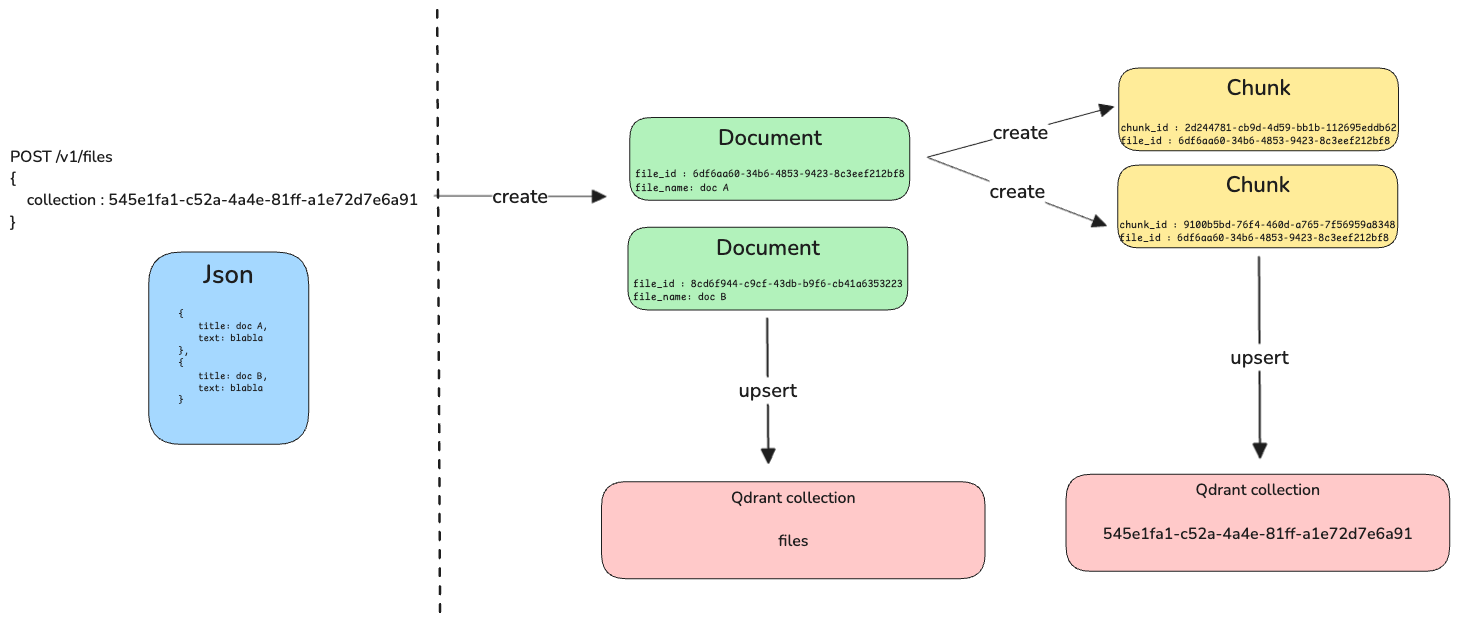 POST /v1/files
{
collection : 545e1fa1-c52a-4a4e-81ff-a1e72d7e6a91
}
Json
{
title: doc A,
text: blabla
},
{
title: doc B,
text: blabla
}
create
Document
file_id : 6df6aa60-34b6-4853-9423-8c3eef212bf8
file_name: doc A
Document
file_id : 8cd6f944-c9cf-43db-b9f6-cb41a6353223
file_name: doc B
upsert
Qdrant collection
files
create
create
Chunk
chunk_id : 2d244781-cb9d-4d59-bb1b-112695eddb62
file_id : 6df6aa60-34b6-4853-9423-8c3eef212bf8
Chunk
chunk_id : 9100b5bd-76f4-460d-a765-7f56959a8348
file_id : 6df6aa60-34b6-4853-9423-8c3eef212bf8
upsert
Qdrant collection
545e1fa1-c52a-4a4e-81ff-a1e72d7e6a91